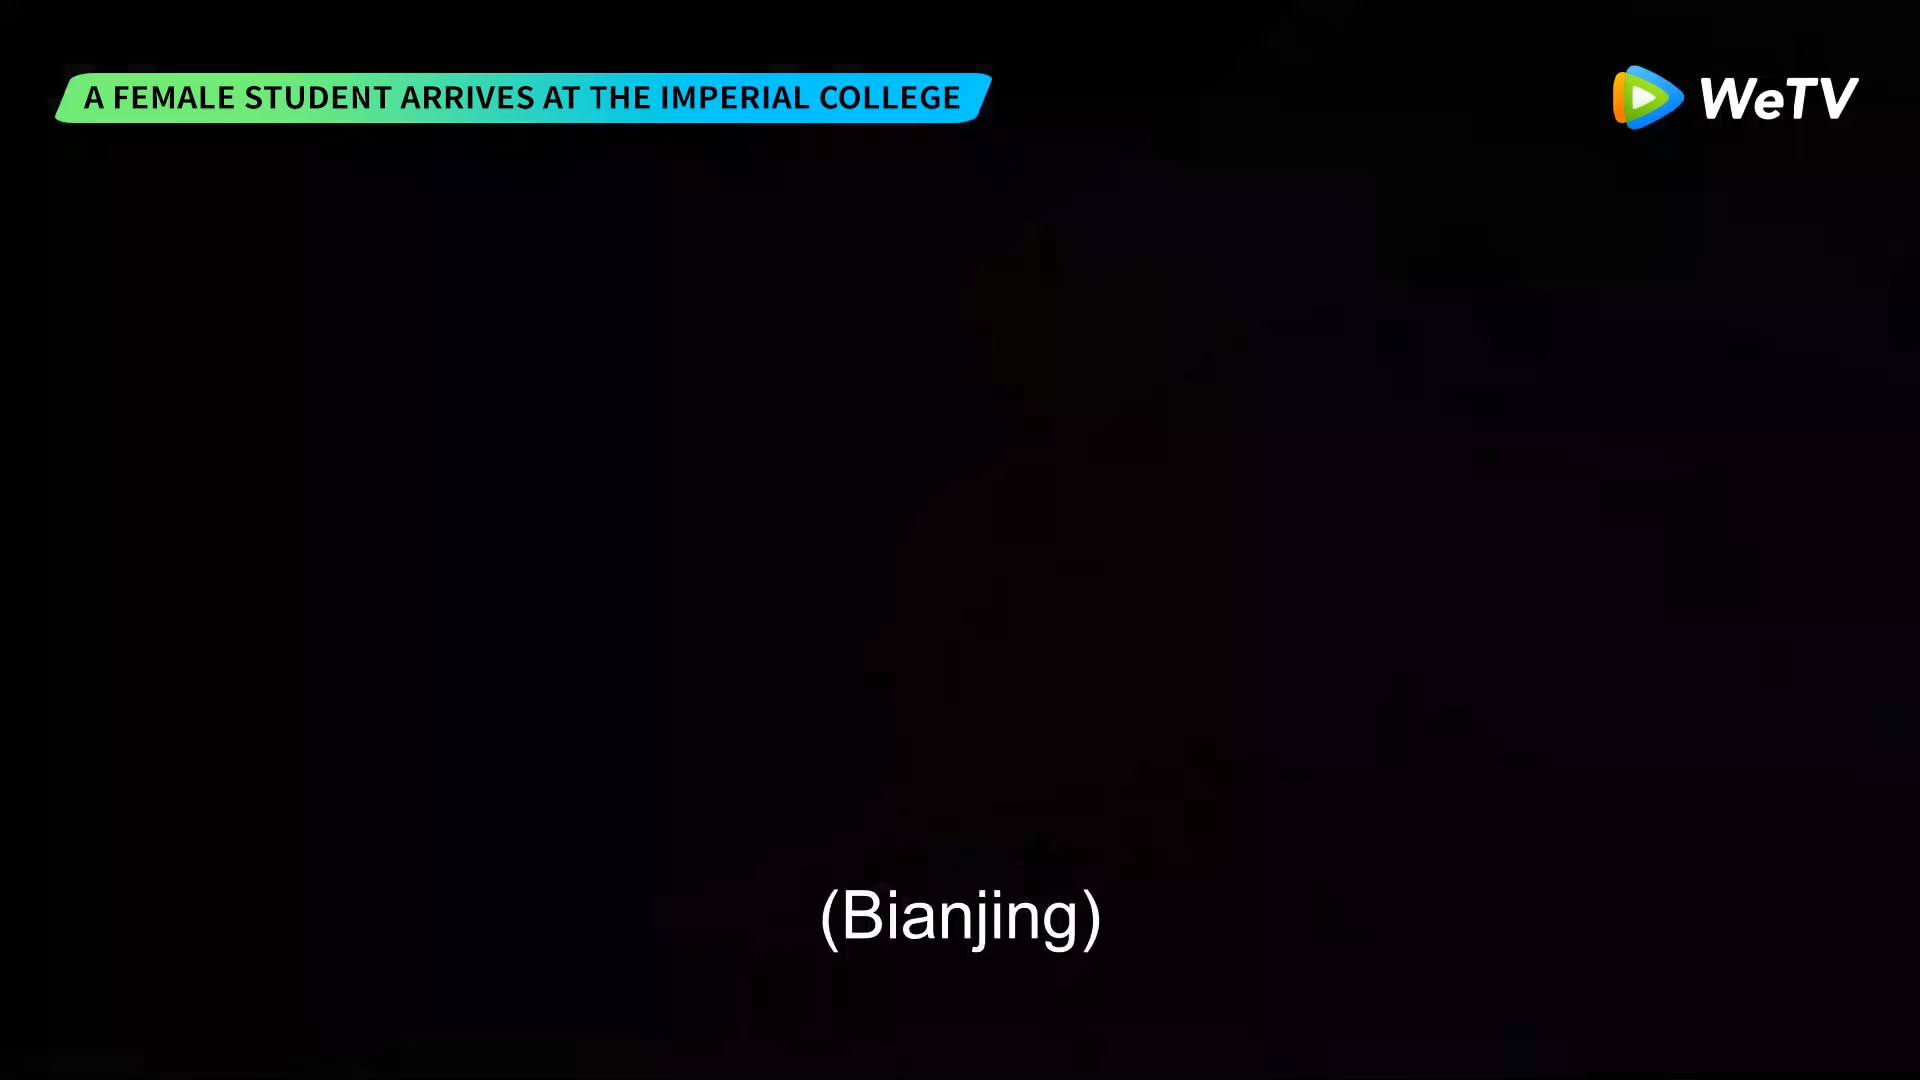 A FEMALE STUDENT ARRIVES AT THE IMPERIAL COLLEGE
WeTV
(Bianjing)